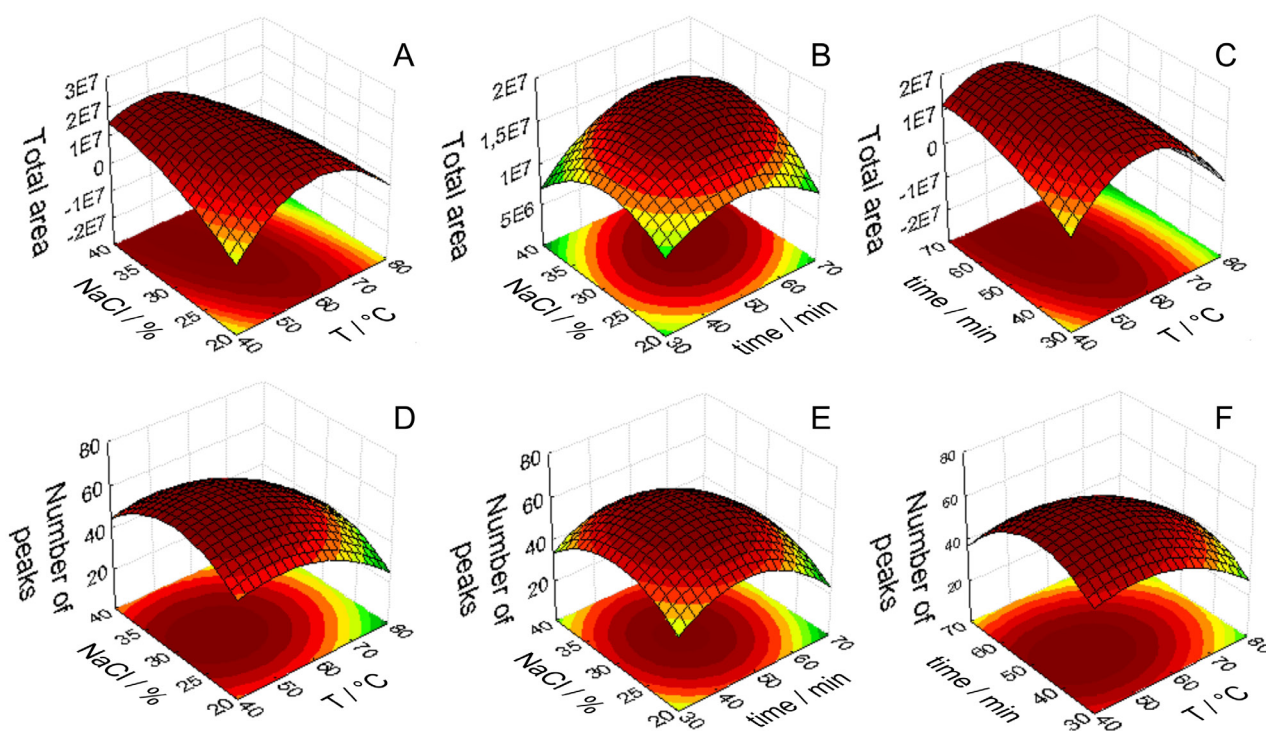 A
Total area
3E7
2E7
1E7
0
-1E7
-2E7
40
35
30
25
20
NaCl / %
40
50
60
70
80
T / °C
B
Total area
2E7
1,5E7
1E7
5E6
40
35
30
25
20
NaCl / %
30
40
50
60
70
time / min
C
Total area
2E7
1E7
0
-1E7
-2E7
70
60
50
40
30
time / min
40
50
60
70
80
T / °C
D
Number of
peaks
80
60
40
20
40
35
30
25
20
NaCl / %
40
50
60
70
80
T / °C
E
Number of
peaks
80
60
40
20
40
35
30
25
20
NaCl / %
30
40
50
60
70
time / min
F
Number of
peaks
80
60
40
20
70
60
50
40
30
time / min
40
50
60
70
80
T / °C